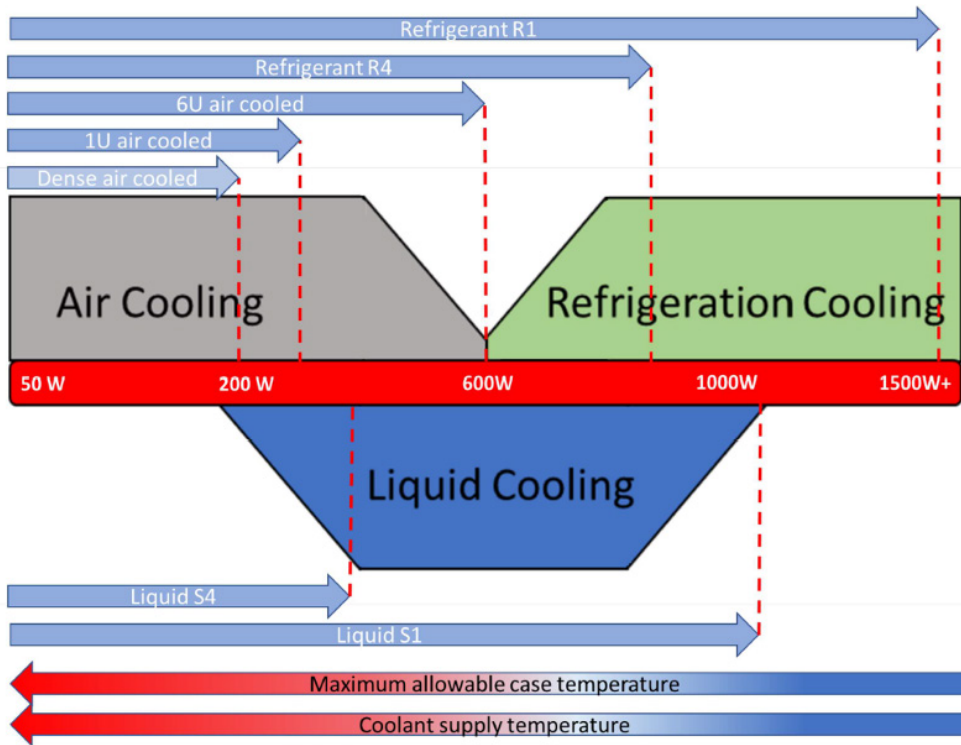 Refrigerant R1
Refrigerant R4
6U air cooled
1U air cooled
Dense air cooled
Air Cooling
Refrigeration Cooling
50 W
200 W
600W
1000W
1500W+
Liquid Cooling
Liquid S4
Liquid S1
Maximum allowable case temperature
Coolant supply temperature